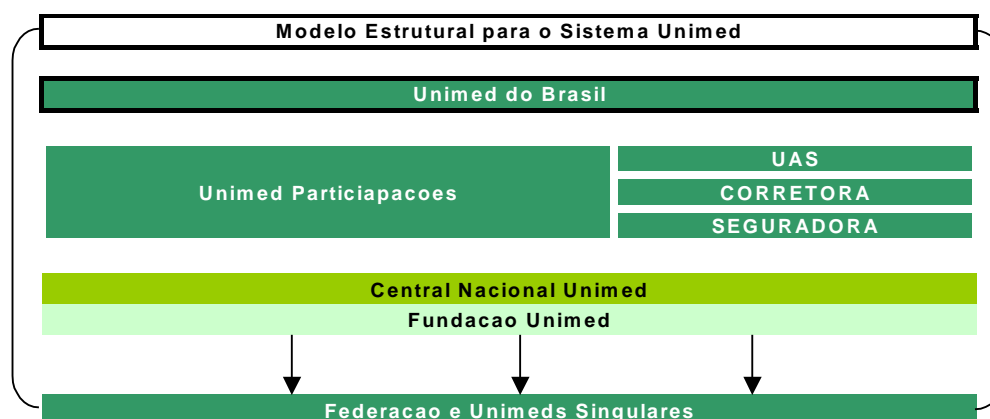 Modelo Estrutural para o Sistema Unimed
Unimed do Brasil
Unimed Particiapacoes
UAS
CORRETORA
SEGURADORA
Central Nacional Unimed
Fundacao Unimed
Federacao e Unimeds Singulares